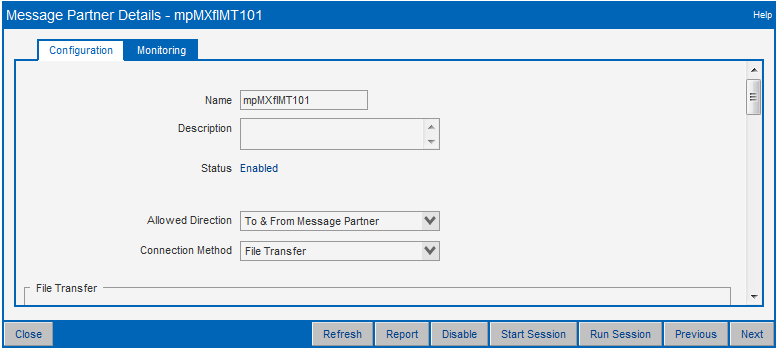 Message Partner Details - mpMXflMT101 Help
Configuration Monitoring
Name mpMXflMT101
Description
Status Enabled
Allowed Direction To & From Message Partner
Connection Method File Transfer
File Transfer
Close Refresh Report Disable Start Session Run Session Previous Next